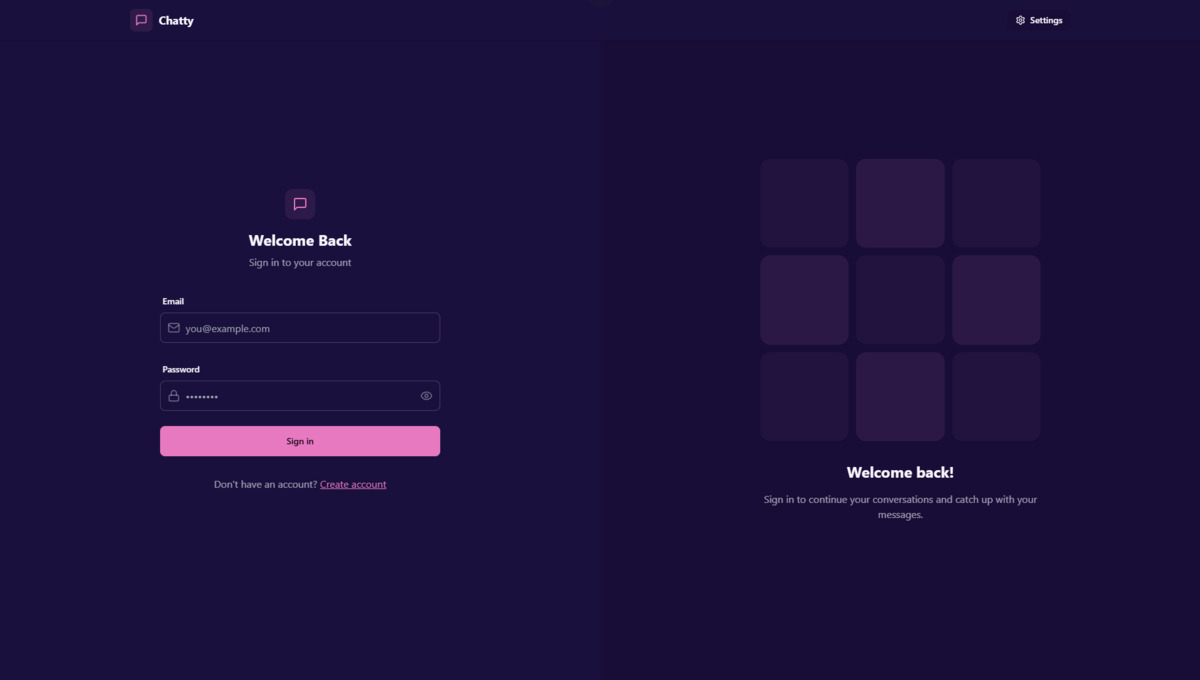 Chatty
Settings
Welcome Back
Sign in to your account
Email
you@example.com
Password
••••••••
Sign in
Don't have an account? Create account
Welcome back!
Sign in to continue your conversations and catch up with your
messages.